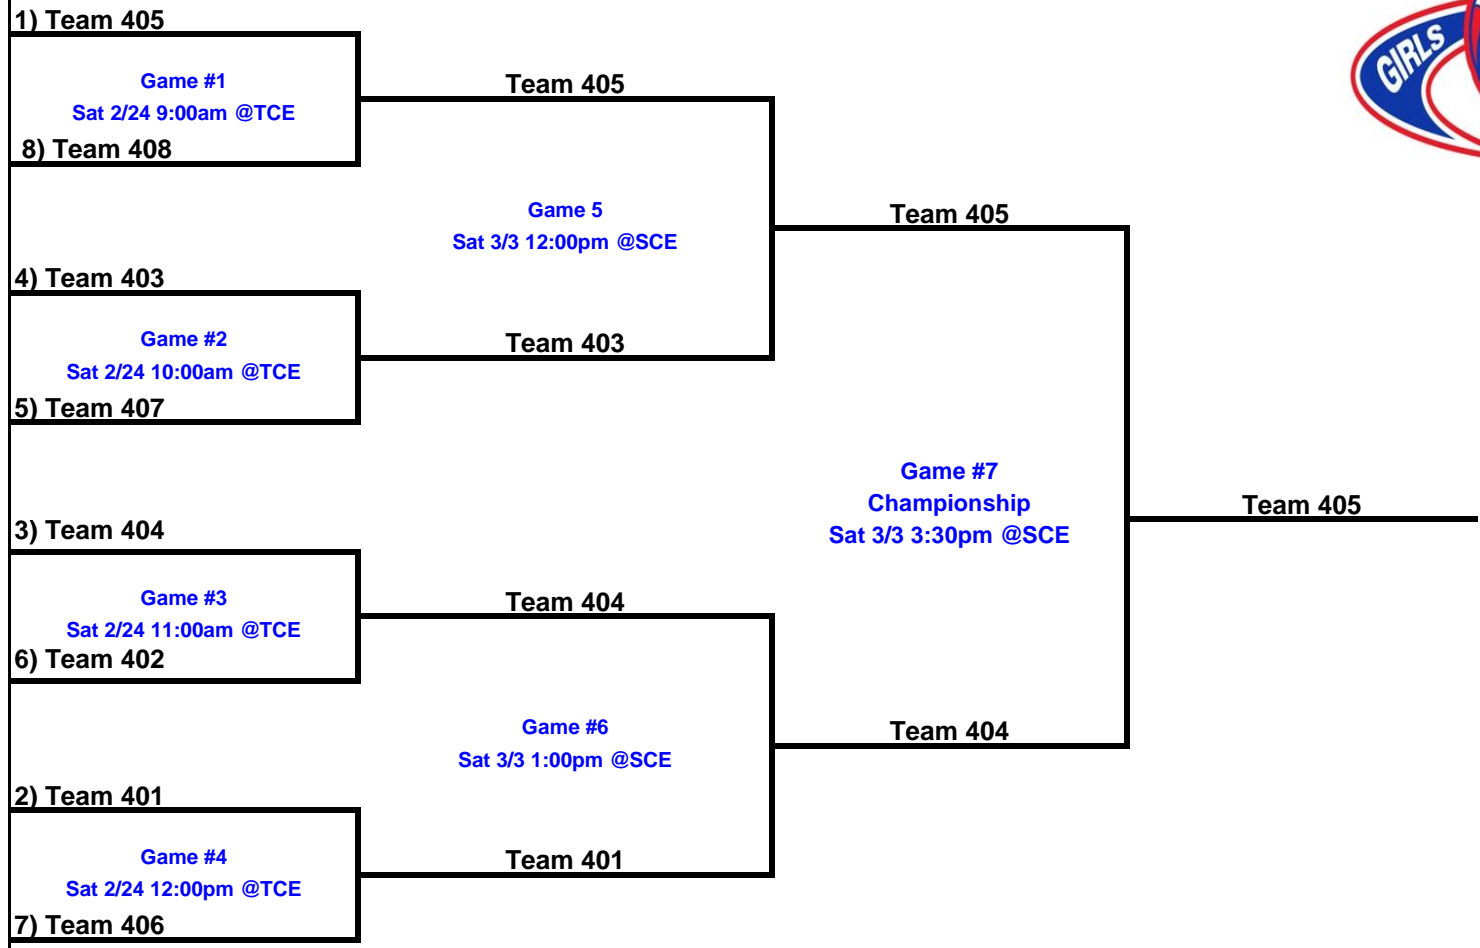 1) Team 405
Game #1
Sat 2/24 9:00am @TCE
8) Team 408
Team 405
GIRLS
Game 5
Sat 3/3 12:00pm @SCE
Team 405
4) Team 403
Game #2
Sat 2/24 10:00am @TCE
5) Team 407
Team 403
Game #7
Championship
Sat 3/3 3:30pm @SCE
Team 405
3) Team 404
Game #3
Sat 2/24 11:00am @TCE
6) Team 402
Team 404
Game #6
Sat 3/3 1:00pm @SCE
Team 404
2) Team 401
Game #4
Sat 2/24 12:00pm @TCE
7) Team 406
Team 401